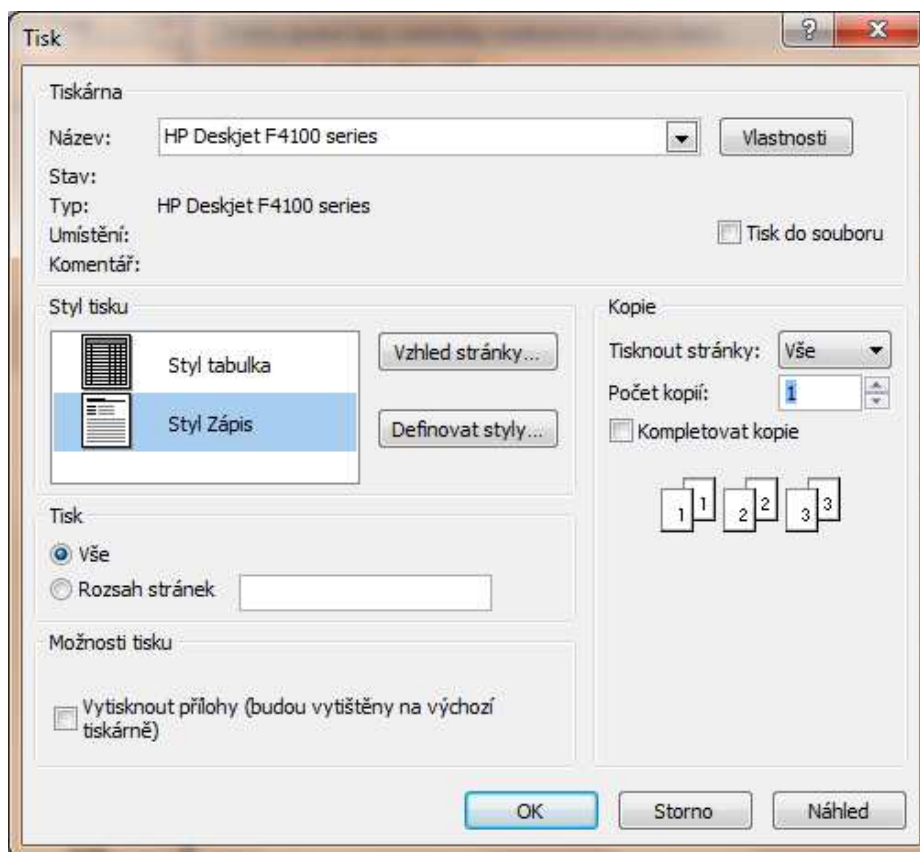 Tisk
Tiskárna
Název: HP Deskjet F4100 series Vlastnosti
Stav:
Typ: HP Deskjet F4100 series
Umístění: Tisk do souboru
Komentář:
Styl tisku
Styl tabulka Vzhled stránky...
Styl Zápis Definovat styly...
Kopie
Tisknout stránky: Vše
Počet kopií: 1
Kompletovat kopie
1 1 2 2 3 3
Tisk
Vše
Rozsah stránek
Možnosti tisku
Vytisknout přílohy (budou vytištěny na výchozí
tiskárně)
OK Storno Náhled